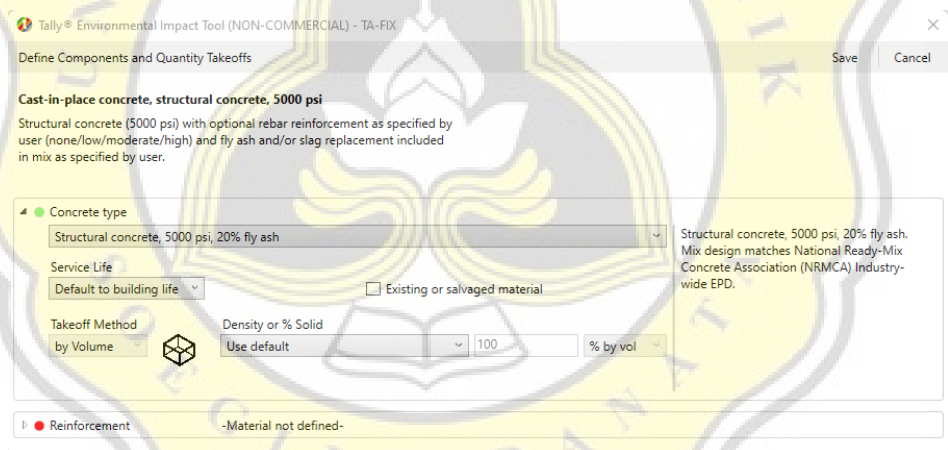 Tally® Environmental Impact Tool (NON-COMMERCIAL) - TA-FIX
Define Components and Quantity Takeoffs
Save
Cancel
Cast-in-place concrete, structural concrete, 5000 psi
Structural concrete (5000 psi) with optional rebar reinforcement as specified by
user (none/low/moderate/high) and fly ash and/or slag replacement included
in mix as specified by user.
Concrete type
Structural concrete, 5000 psi, 20% fly ash
Structural concrete, 5000 psi, 20% fly ash.
Mix design matches National Ready-Mix
Concrete Association (NRMCA) Industry-
wide EPD.
Service Life
Default to building life
Existing or salvaged material
Takeoff Method
Density or % Solid
by Volume
Use default
100
% by vol
Reinforcement
-Material not defined-